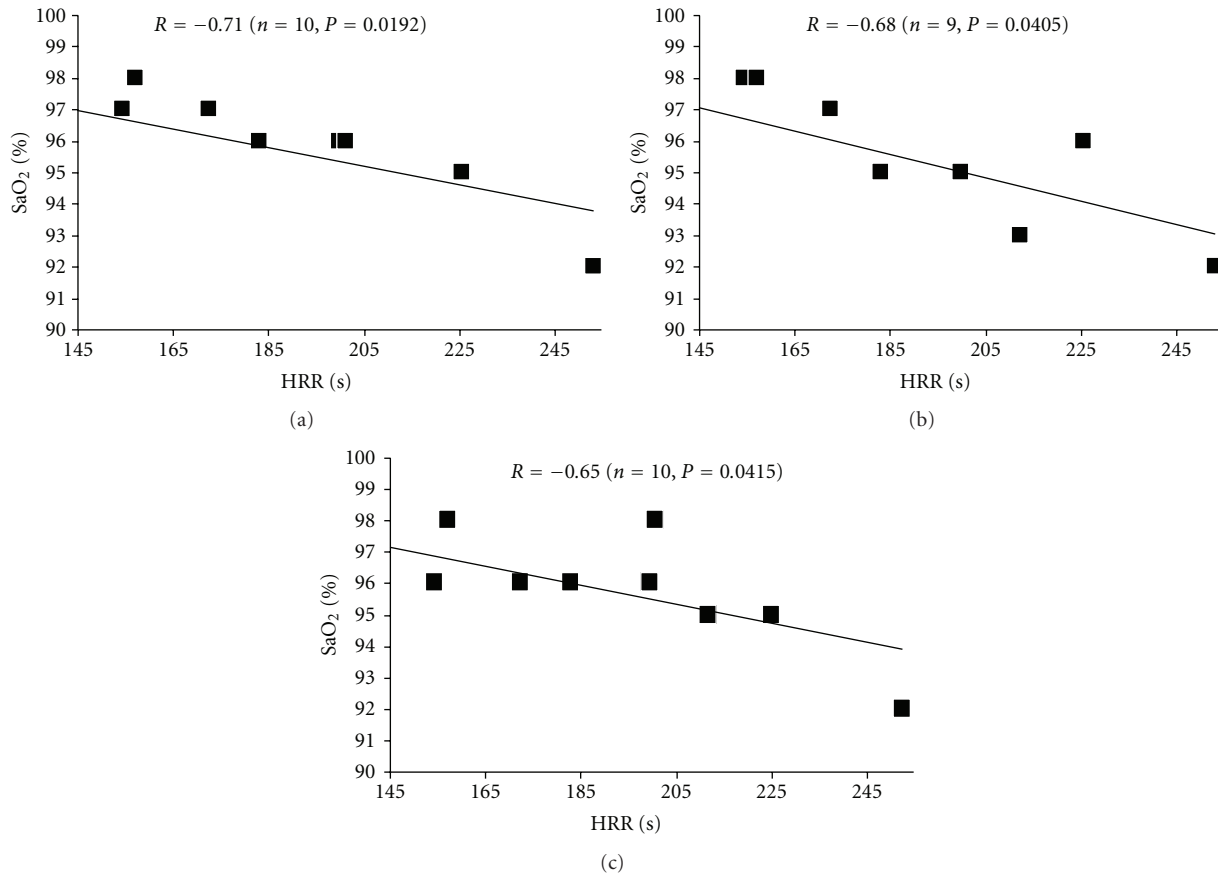 R = −0.71 (n = 10, P = 0.0192)
100
99
98
97
96
95
94
93
92
91
90
SaO₂ (%)
145 165 185 205 225 245
HRR (s)
(a)
R = −0.68 (n = 9, P = 0.0405)
100
99
98
97
96
95
94
93
92
91
90
SaO₂ (%)
145 165 185 205 225 245
HRR (s)
(b)
R = −0.65 (n = 10, P = 0.0415)
100
99
98
97
96
95
94
93
92
91
90
SaO₂ (%)
145 165 185 205 225 245
HRR (s)
(c)